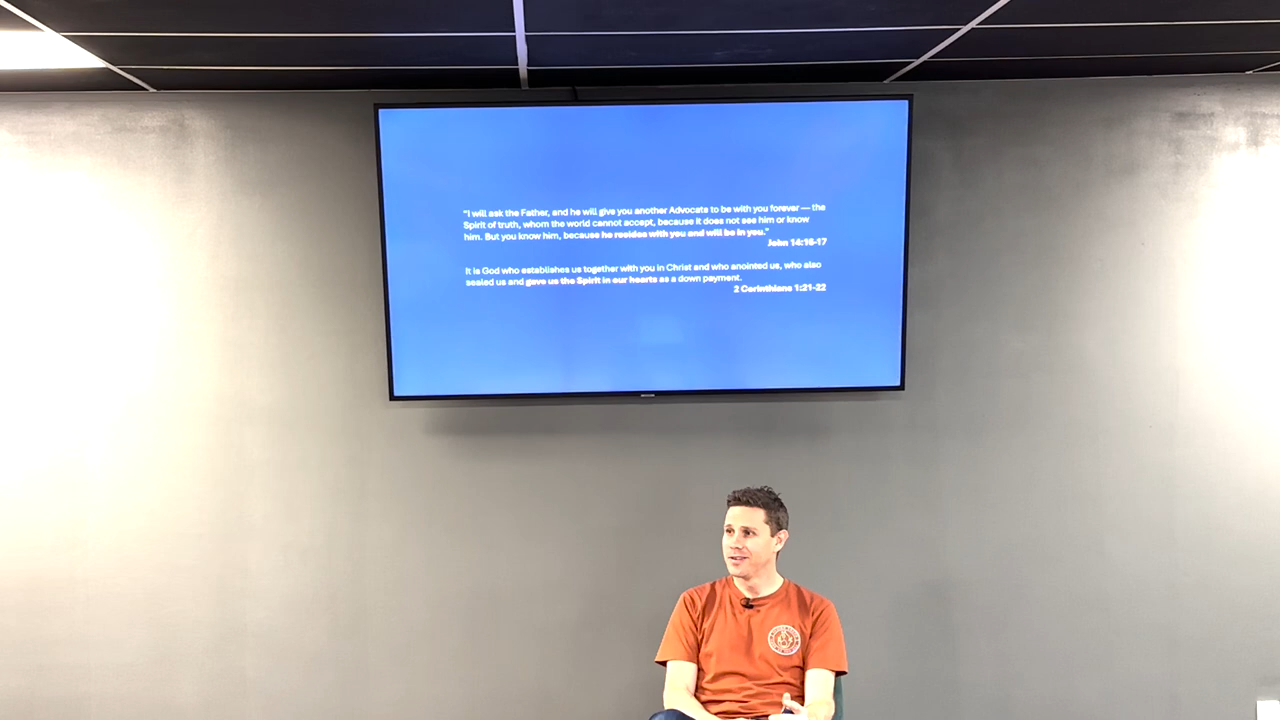 "I will ask the Father, and he will give you another Advocate to be with you forever — the
Spirit of truth, whom the world cannot accept, because it does not see him or know
him. But you know him, because he resides with you and will be in you."
John 14:16-17
It is God who establishes us together with you in Christ and who anointed us, who also
sealed us and gave us the Spirit in our hearts as a down payment.
2 Corinthians 1:21-22